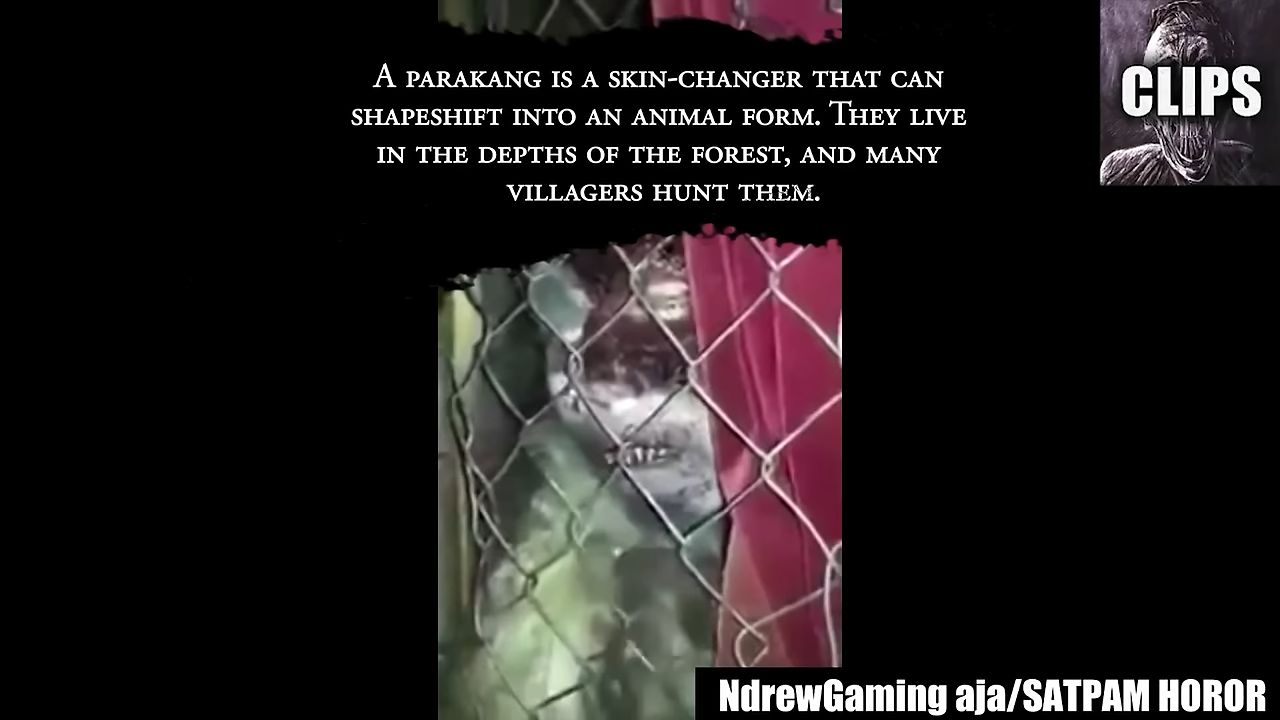 A PARAKANG IS A SKIN-CHANGER THAT CAN
SHAPESHIFT INTO AN ANIMAL FORM. THEY LIVE
IN THE DEPTHS OF THE FOREST, AND MANY
VILLAGERS HUNT THEM.
CLIPS
NdrewGaming aja/SATPAM HOROR